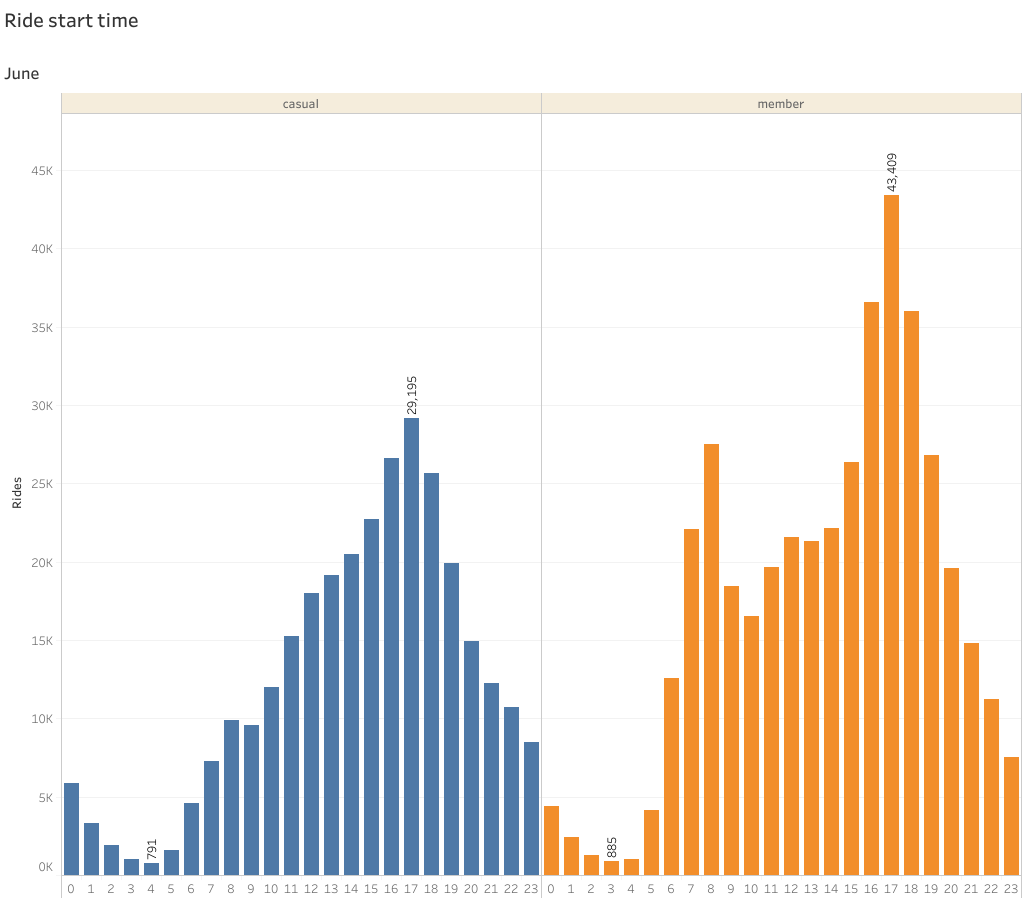 Ride start time
June
casual member
45K
40K
35K
30K
25K
20K
15K
10K
5K
0K
Rides
791
29,195
885
43,409
0 1 2 3 4 5 6 7 8 9 10 11 12 13 14 15 16 17 18 19 20 21 22 23 0 1 2 3 4 5 6 7 8 9 10 11 12 13 14 15 16 17 18 19 20 21 22 23